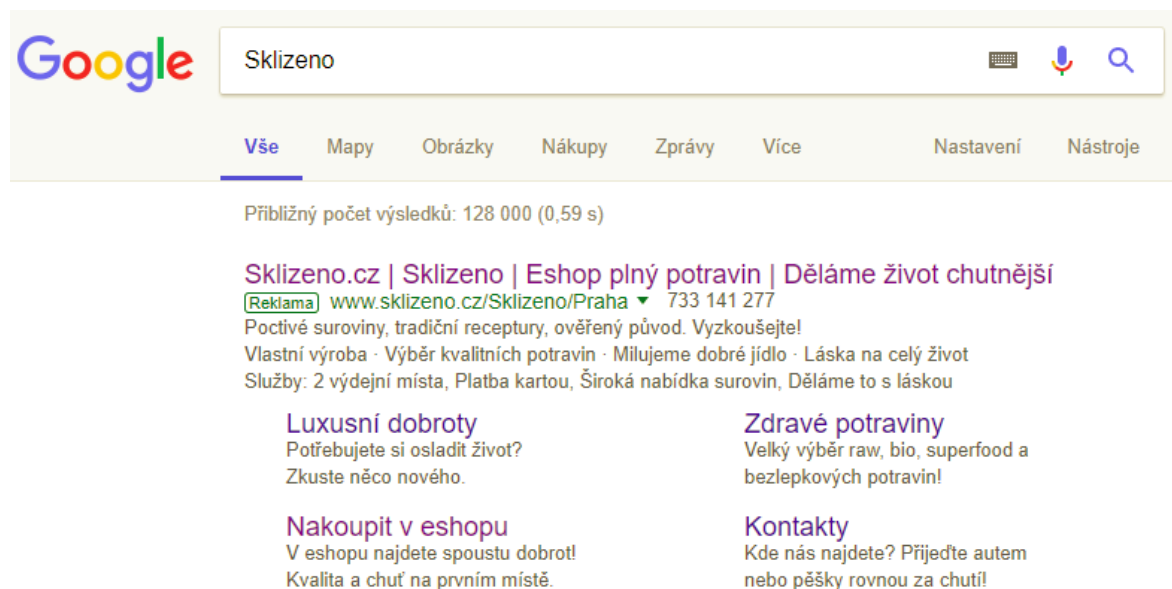 Google
Sklizeno
Vše Mapy Obrázky Nákupy Zprávy Více Nastavení Nástroje
Přibližný počet výsledků: 128 000 (0,59 s)
Sklizeno.cz | Sklizeno | Eshop plný potravin | Děláme život chutnější
Reklama www.sklizeno.cz/Sklizeno/Praha 733 141 277
Poctivé suroviny, tradiční receptury, ověřený původ. Vyzkoušejte!
Vlastní výroba · Výběr kvalitních potravin · Milujeme dobré jídlo · Láska na celý život
Služby: 2 výdejní místa, Platba kartou, Široká nabídka surovin, Děláme to s láskou
Luxusní dobroty
Potřebujete si osladit život?
Zkuste něco nového.
Zdravé potraviny
Velký výběr raw, bio, superfood a
bezlepkových potravin!
Nakoupit v eshopu
V eshopu najdete spoustu dobrot!
Kvalita a chuť na prvním místě.
Kontakty
Kde nás najdete? Přijeďte autem
nebo pěšky rovnou za chutí!